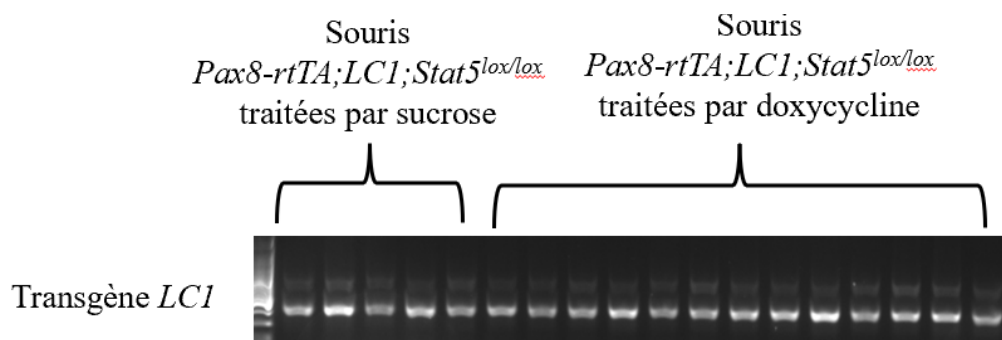 Souris
Pax8-rtTA;LC1;Stat5lox/lox
traitées par sucrose
Souris
Pax8-rtTA;LC1;Stat5lox/lox
traitées par doxycycline
Transgène LC1